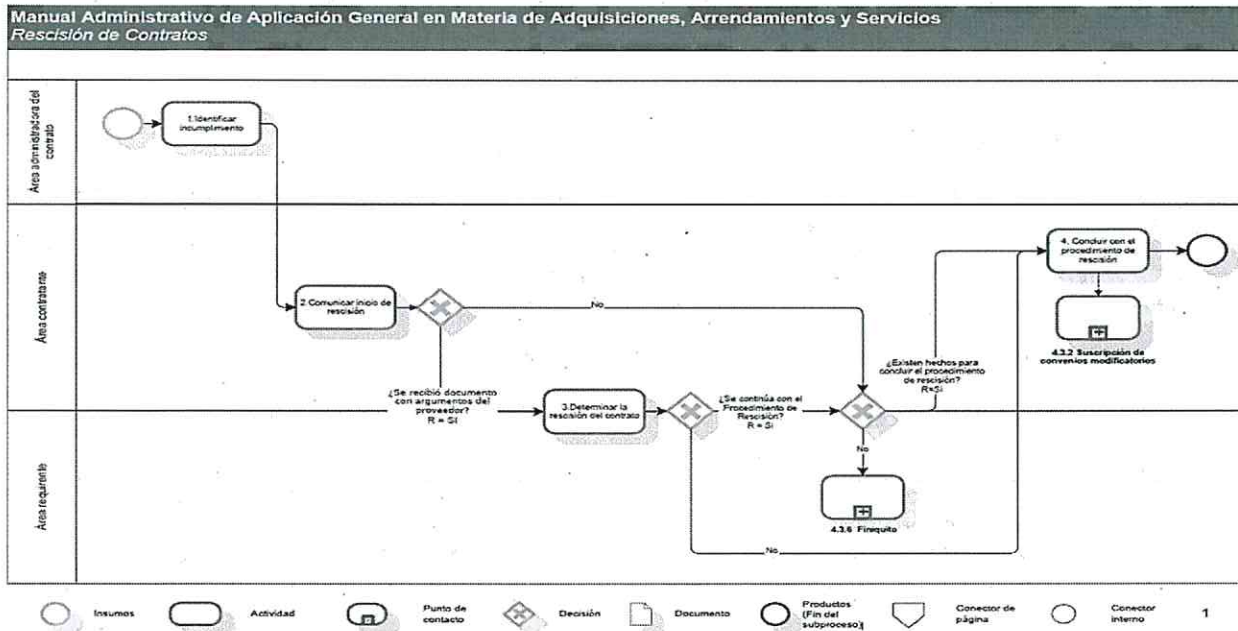 Manual Administrativo de Aplicación General en Materia de Adquisiciones, Arrendamientos y Servicios
Rescisión de Contratos
Área administradora del
contrato
1.Identificar
incumplimiento
Área contratante
2.Comunicar inicio de
rescisión
No
¿Se recibió documento
con argumentos del
proveedor?
R = Sí
4. Concluir con el
procedimiento de
rescisión
4.3.2 Suscripción de
convenios modificatorios
¿Existen hechos para
concluir el procedimiento
de rescisión?
R=Sí
Área requirente
3.Determinar la
rescisión del contrato
¿Se continúa con el
Procedimiento de
Rescisión?
R = Sí
No
4.3.6 Finiquito
No
Insumos
Actividad
Punto de
contacto
Decisión
Documento
Productos
(Fin del
subproceso)
Conector de
página
Conector
interno
1